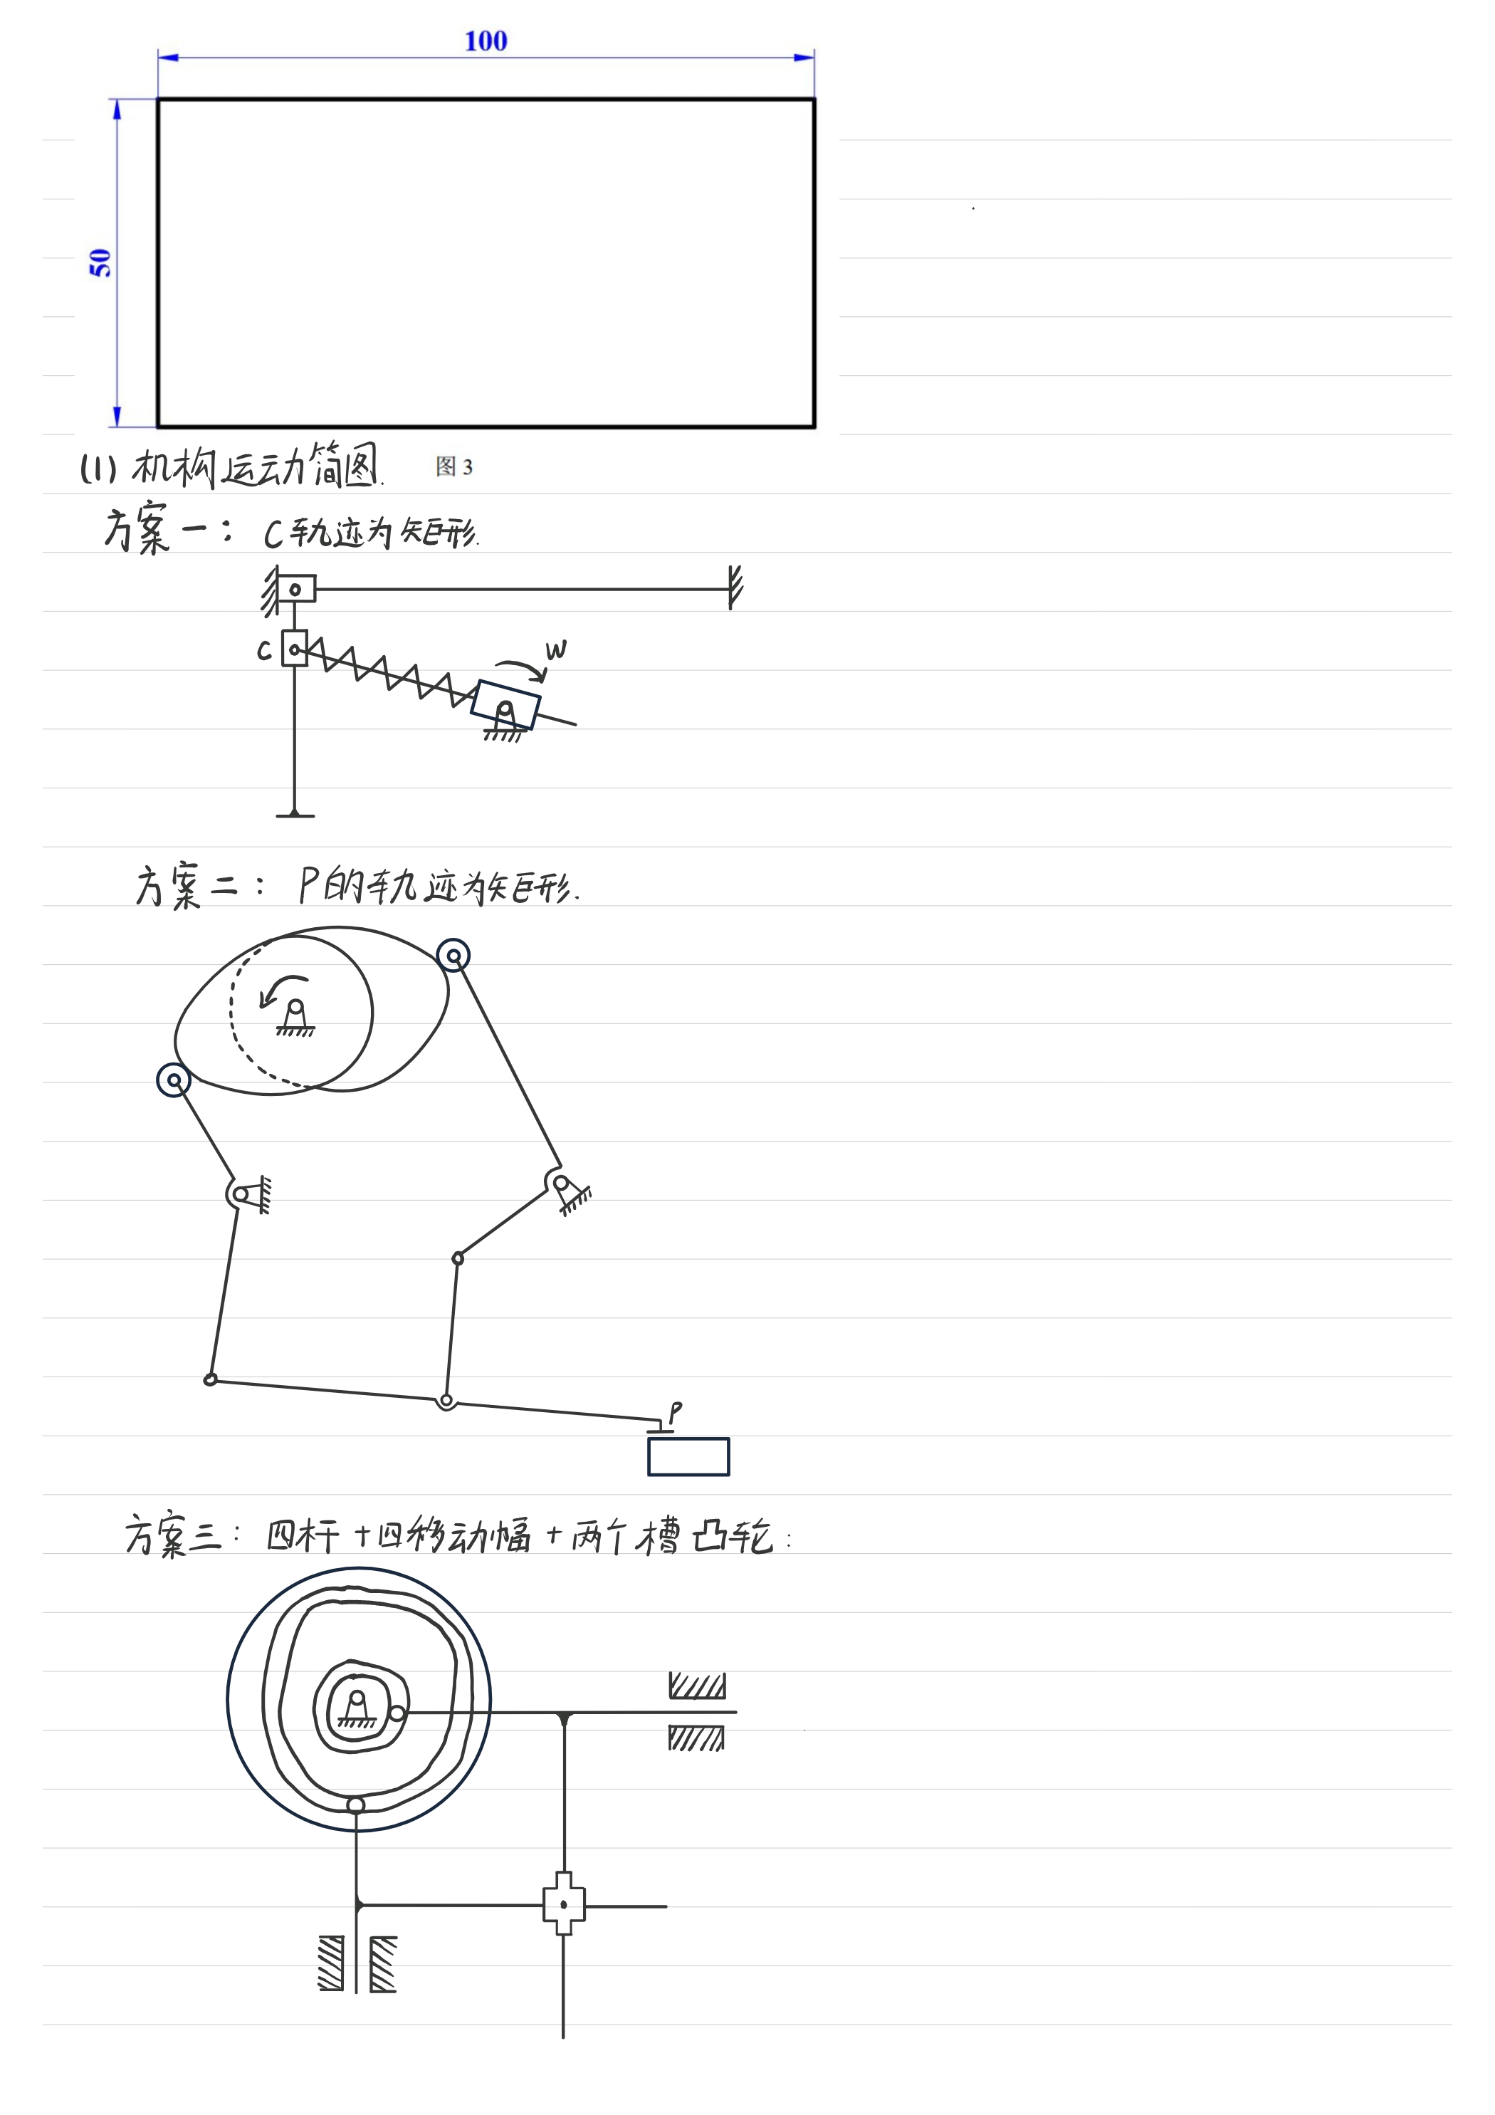 100
50
(1) 机构运动简图.
图 3
方案一: C轨迹为矩形.
C
W
方案二: P的轨迹为矩形.
P
方案三: 四杆+四移动幅+两个槽凸轮: